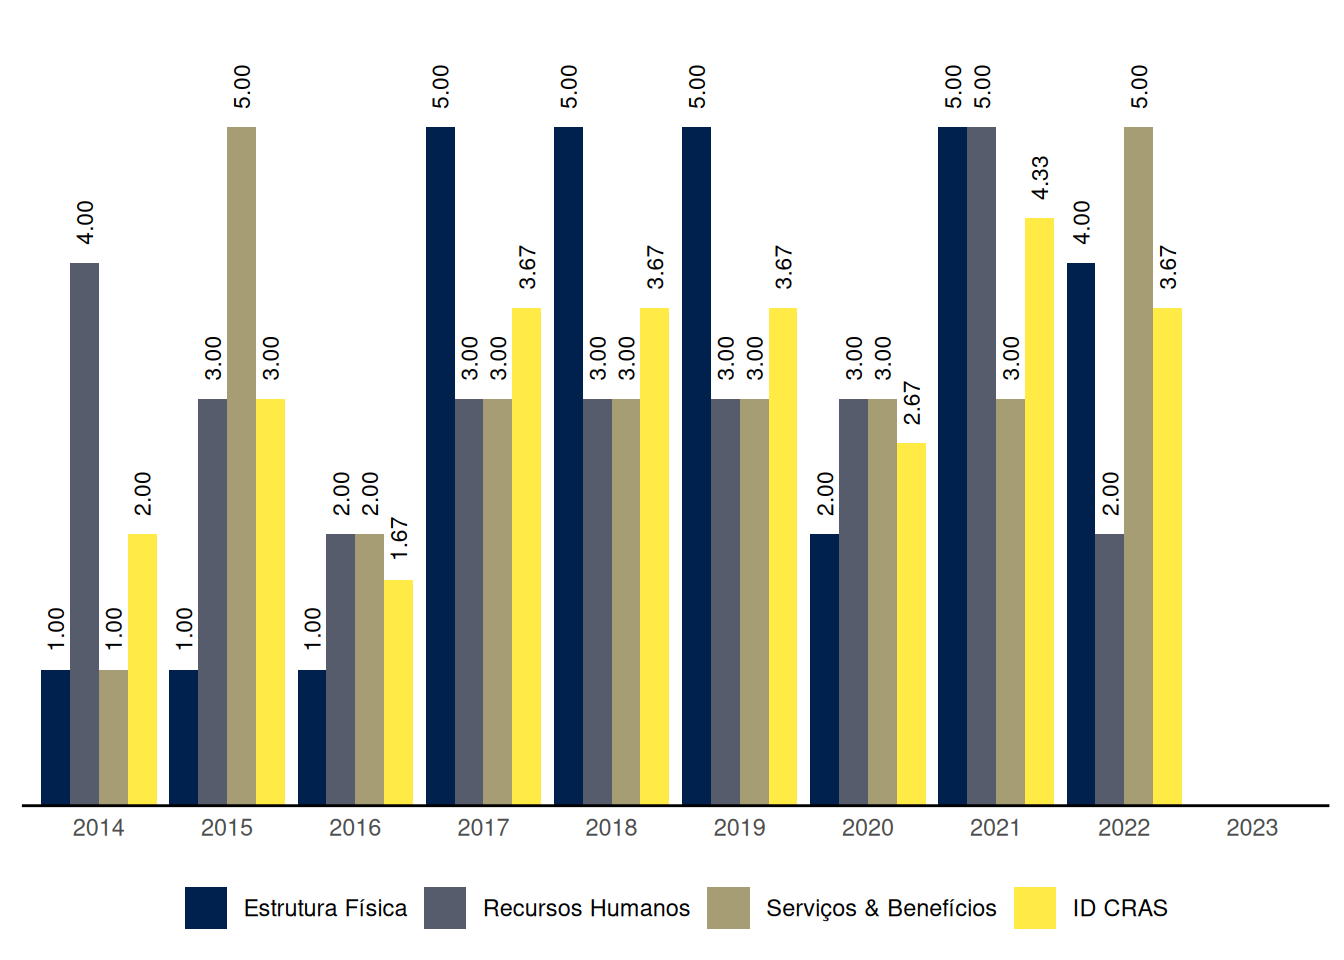 1.00 4.00 1.00 2.00
1.00 3.00 5.00 3.00
1.00 2.00 2.00 1.67
5.00 3.00 3.00 3.67
5.00 3.00 3.00 3.67
5.00 3.00 3.00 3.67
2.00 3.00 3.00 2.67
5.00 5.00 3.00 4.33
4.00 2.00 5.00 3.67
2014 2015 2016 2017 2018 2019 2020 2021 2022 2023
Estrutura Física Recursos Humanos Serviços & Benefícios ID CRAS